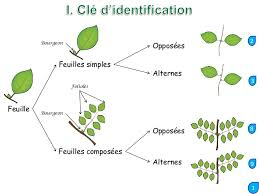 I. Clé d'identification
Bourgeon
Opposées
Feuilles simples
Alternes
Folioles
Feuille
Bourgeon
Opposées
Feuilles composées
Alternes